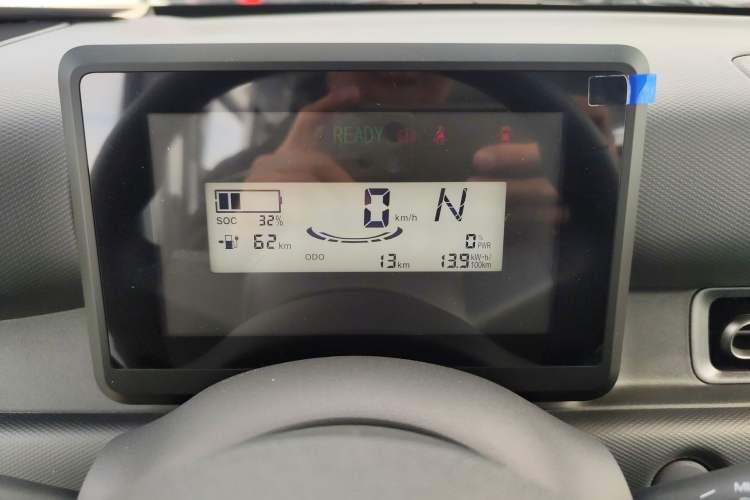 READY
0 km/h N
SOC 32%
62 km
0 %
PWR
ODO 13 km 13.9 kW-h/
100km